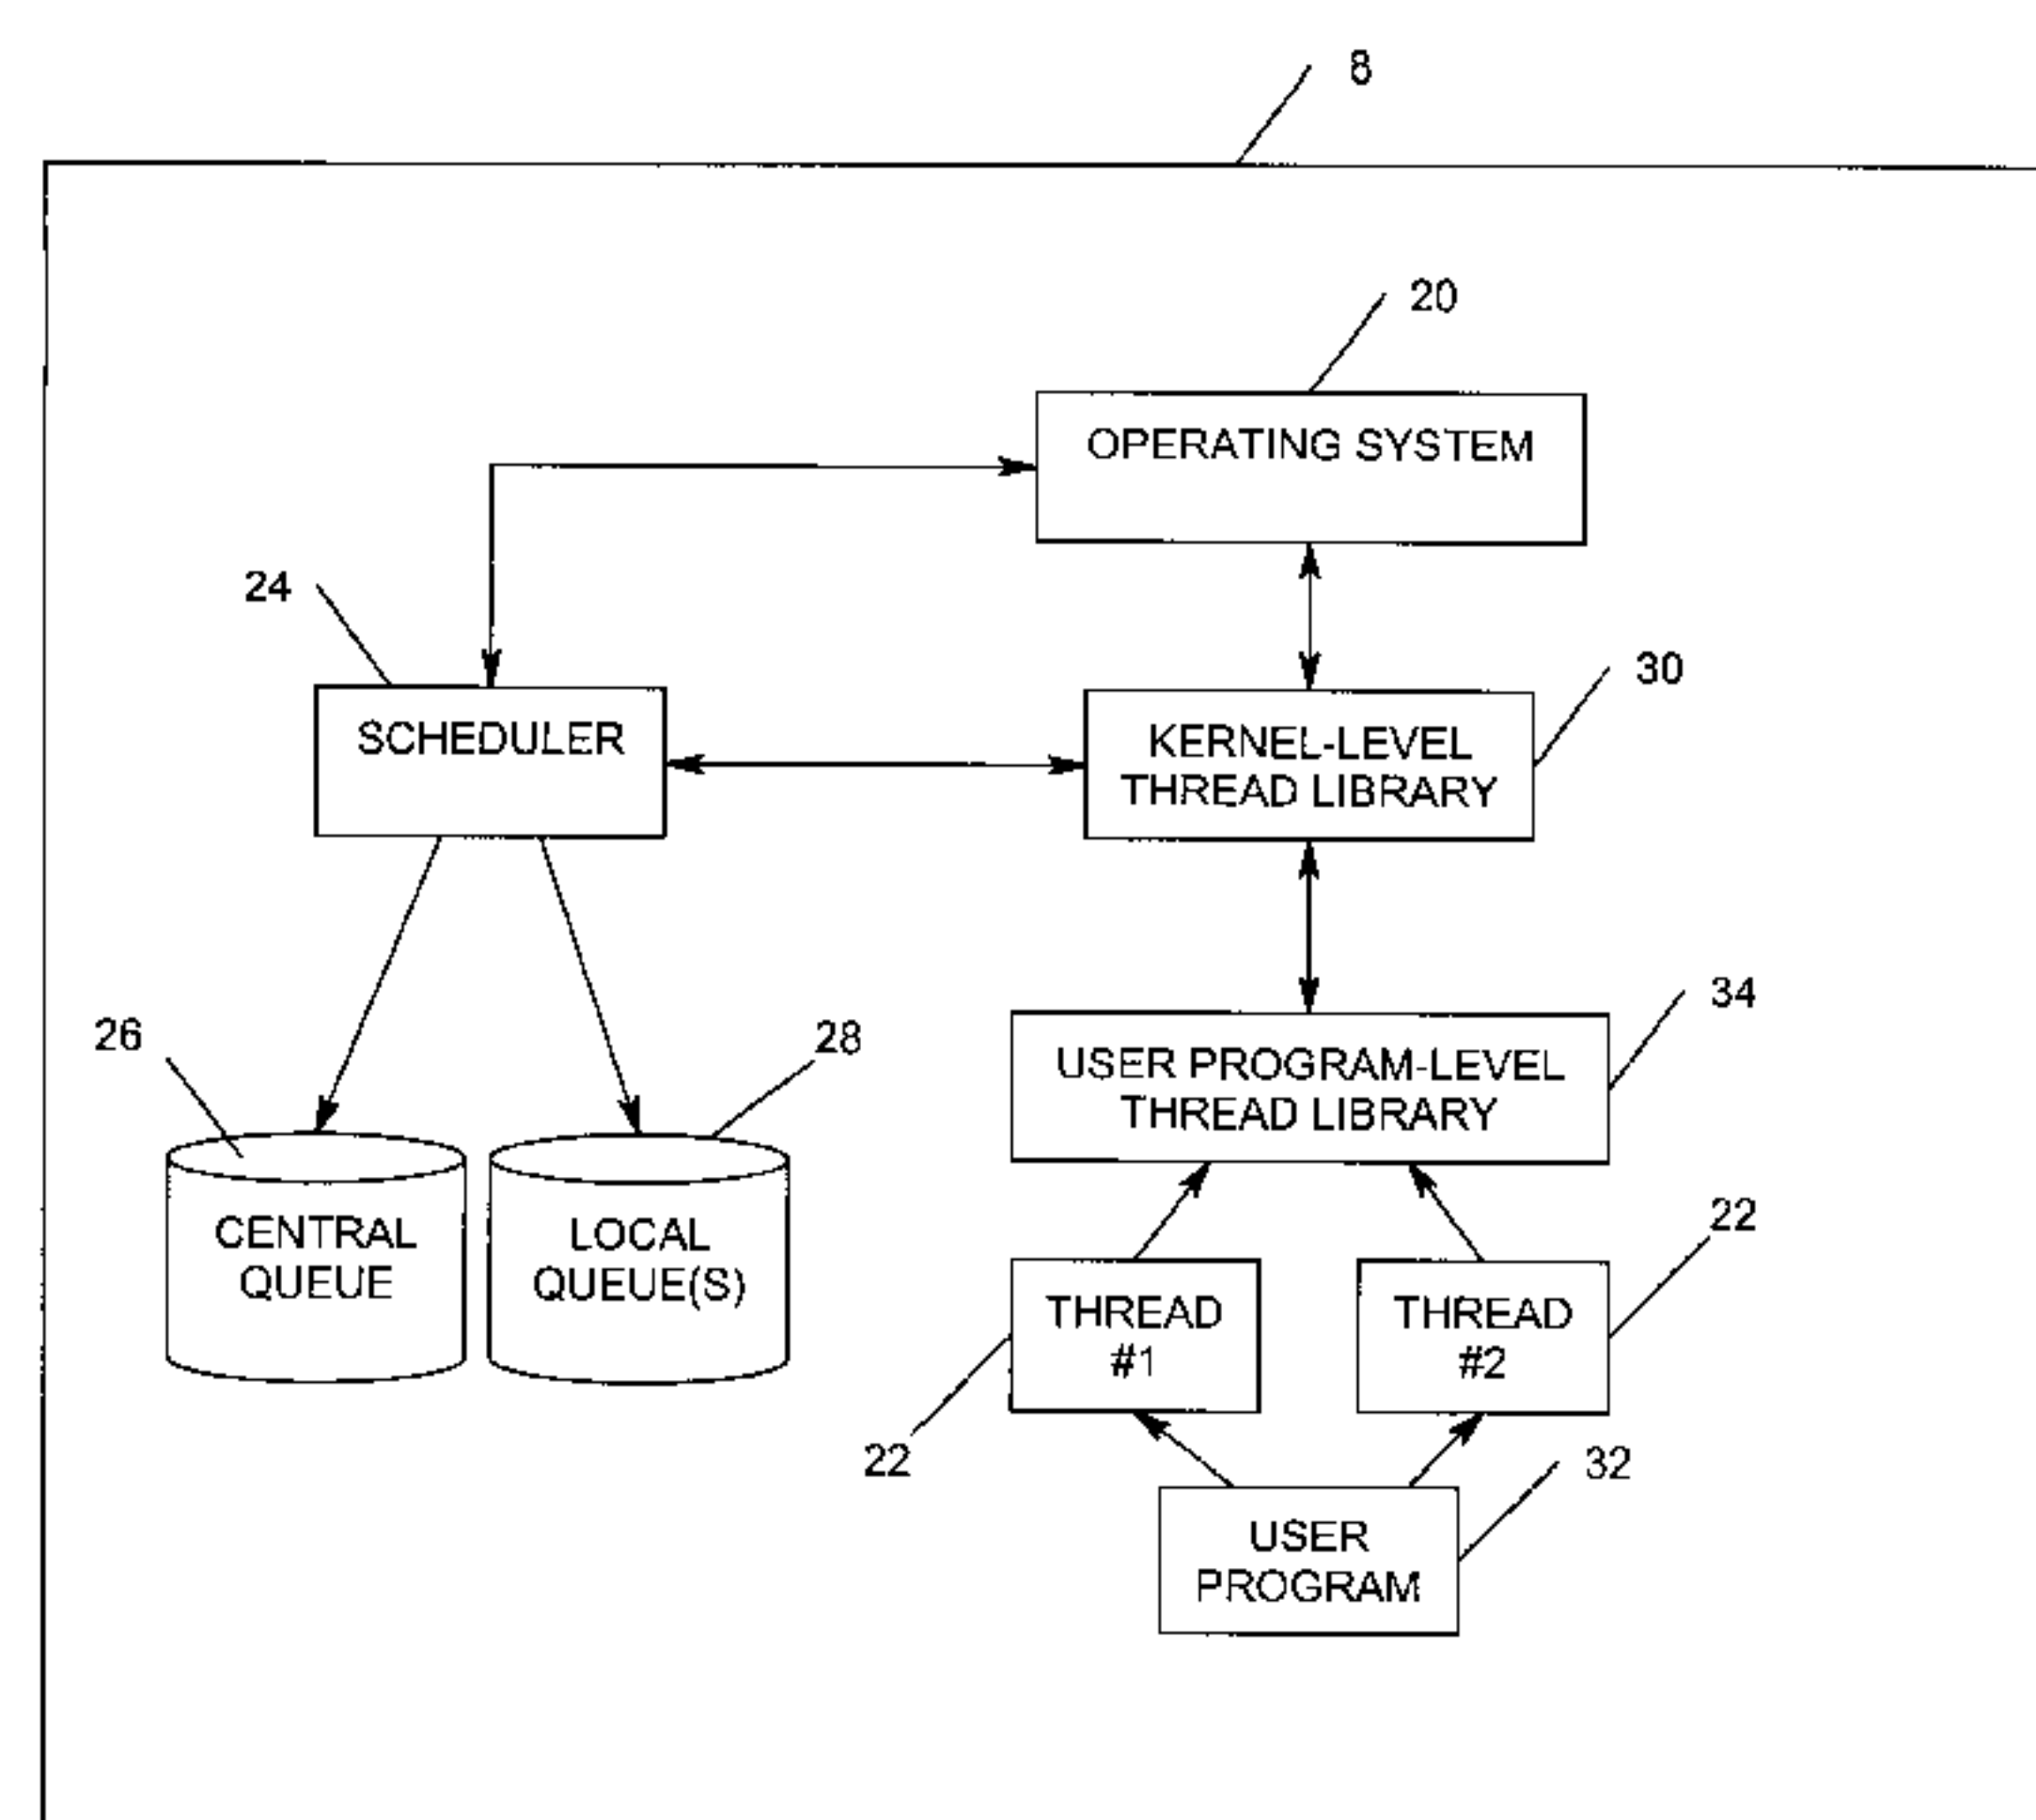 8
20
OPERATING SYSTEM
24
30
SCHEDULER
KERNEL-LEVEL
THREAD LIBRARY
34
26
28
USER PROGRAM-LEVEL
THREAD LIBRARY
22
CENTRAL
QUEUE
LOCAL
QUEUE(S)
THREAD
#1
THREAD
#2
22
32
USER
PROGRAM